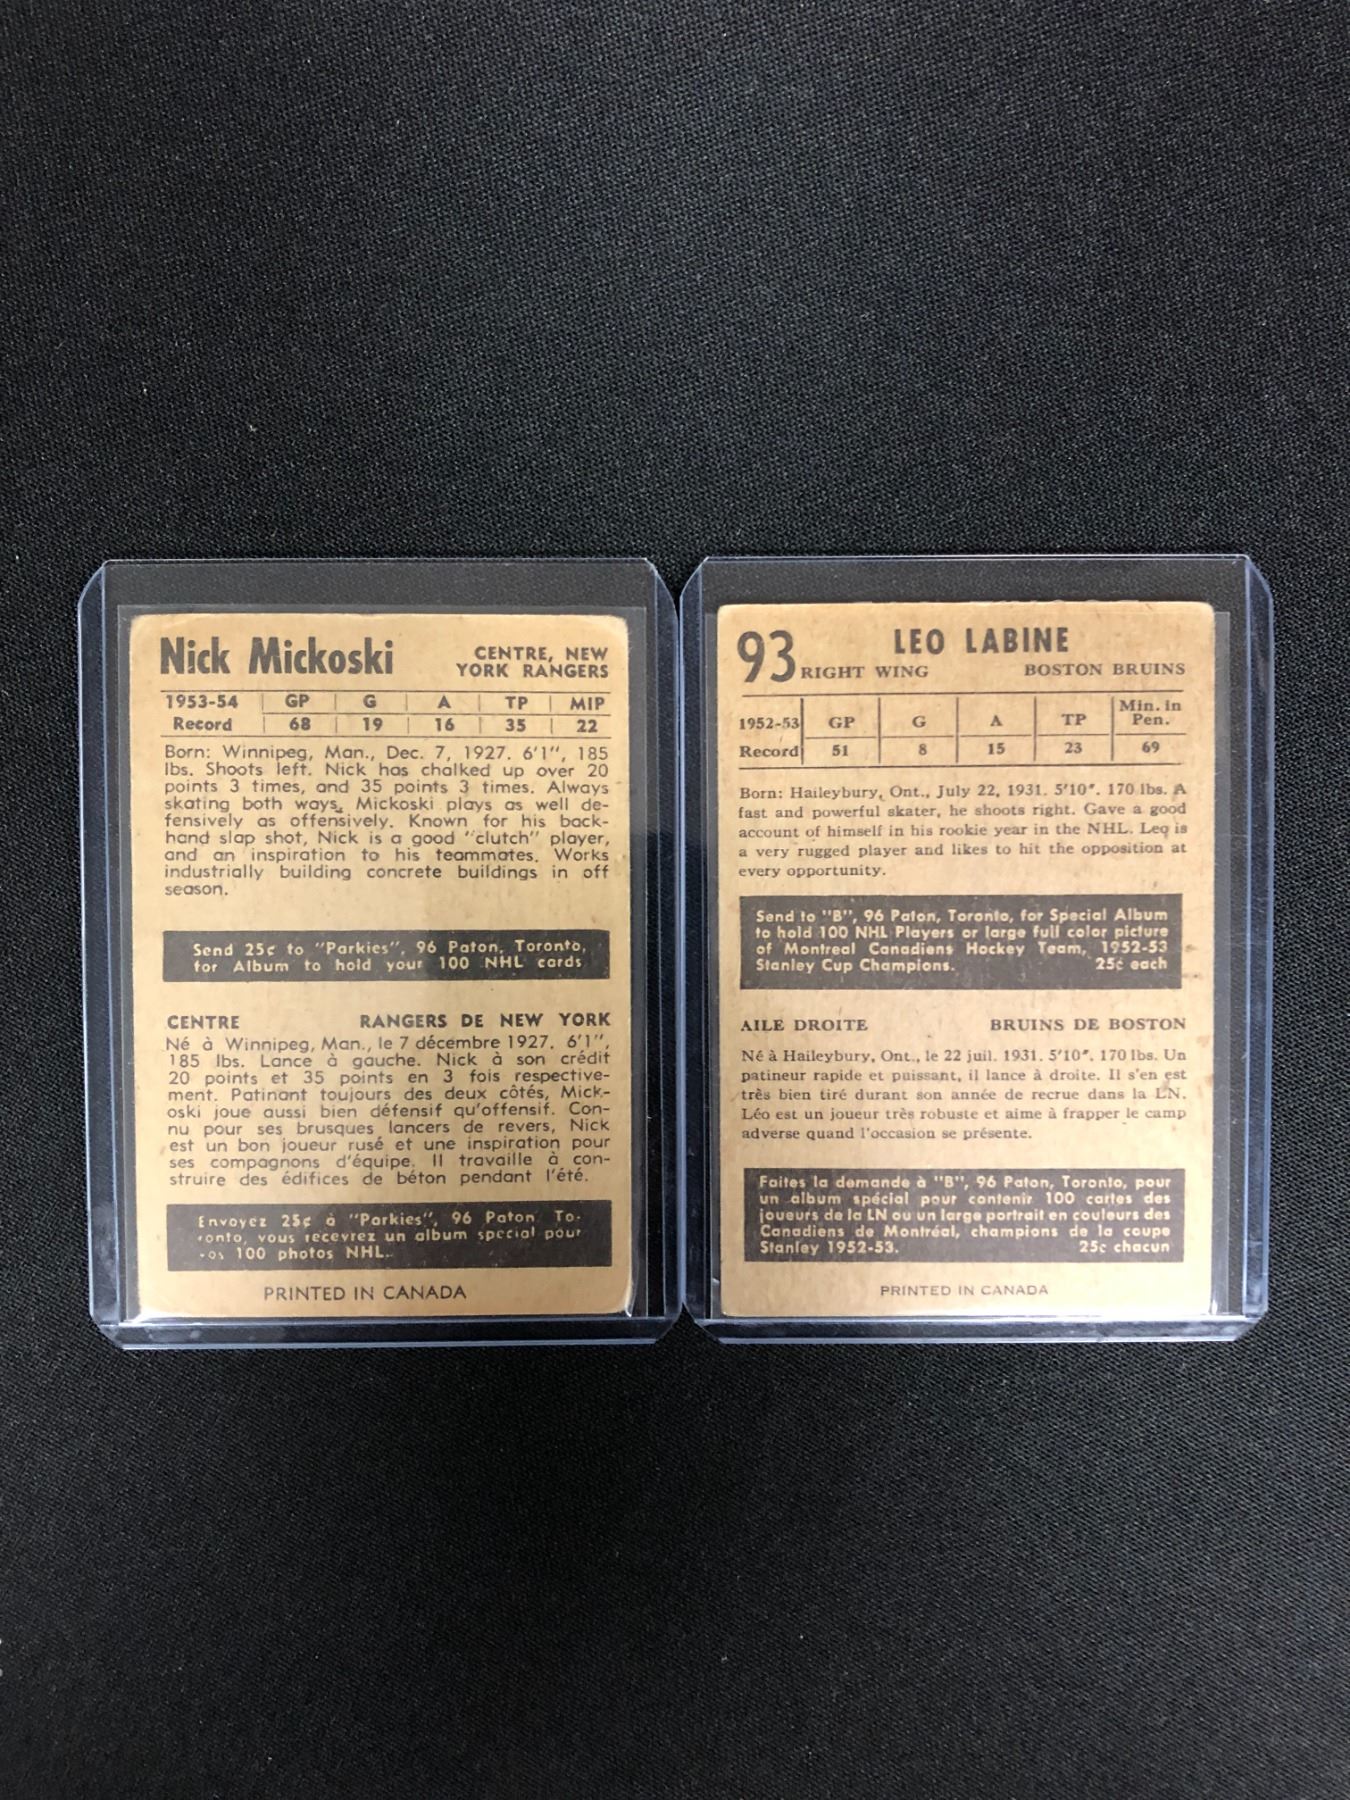 Nick Mickoski
CENTRE, NEW
YORK RANGERS
1953-54 GP G A TP MIP
Record 68 19 16 35 22
Born: Winnipeg, Man., Dec. 7, 1927. 6'1", 185
lbs. Shoots left. Nick has chalked up over 20
points 3 times, and 35 points 3 times. Always
skating both ways, Mickoski plays as well de-
fensively as offensively. Known for his back-
hand slap shot, Nick is a good "clutch" player,
and an inspiration to his teammates. Works
industrially building concrete buildings in off
season.
Send 25¢ to "Parkies", 96 Paton, Toronto,
for Album to hold your 100 NHL cards
CENTRE RANGERS DE NEW YORK
Né à Winnipeg, Man., le 7 décembre 1927. 6'1",
185 lbs. Lance à gauche. Nick à son crédit
20 points et 35 points en 3 fois respective-
ment. Patinant toujours des deux côtés, Mick-
oski joue aussi bien défensif qu'offensif. Con-
nu pour ses brusques lancers de revers, Nick
est un bon joueur rusé et une inspiration pour
ses compagnons d'équipe. Il travaille à con-
struire des édifices de béton pendant l'été.
Envoyez 25¢ à "Parkies", 96 Paton To-
ronto, vous recevrez un album special pour
vos 100 photos NHL.
PRINTED IN CANADA
93 LEO LABINE
RIGHT WING BOSTON BRUINS
1952-53 GP G A TP Min. in Pen.
Record 51 8 15 23 69
Born: Haileybury, Ont., July 22, 1931. 5'10". 170 lbs. A
fast and powerful skater, he shoots right. Gave a good
account of himself in his rookie year in the NHL. Leo is
a very rugged player and likes to hit the opposition at
every opportunity.
Send to "B", 96 Paton, Toronto, for Special Album
to hold 100 NHL Players or large full color picture
of Montreal Canadiens Hockey Team, 1952-53
Stanley Cup Champions. 25¢ each
AILE DROITE BRUINS DE BOSTON
Né à Haileybury, Ont., le 22 juil. 1931. 5'10". 170 lbs. Un
patineur rapide et puissant, il lance à droite. Il s'en est
très bien tiré durant son année de recrue dans la LN.
Léo est un joueur très robuste et aime à frapper le camp
adverse quand l'occasion se présente.
Faites la demande à "B", 96 Paton, Toronto, pour
un album spécial pour contenir 100 cartes des
joueurs de la LN ou un large portrait en couleurs des
Canadiens de Montréal, champions de la coupe
Stanley 1952-53. 25¢ chacun
PRINTED IN CANADA